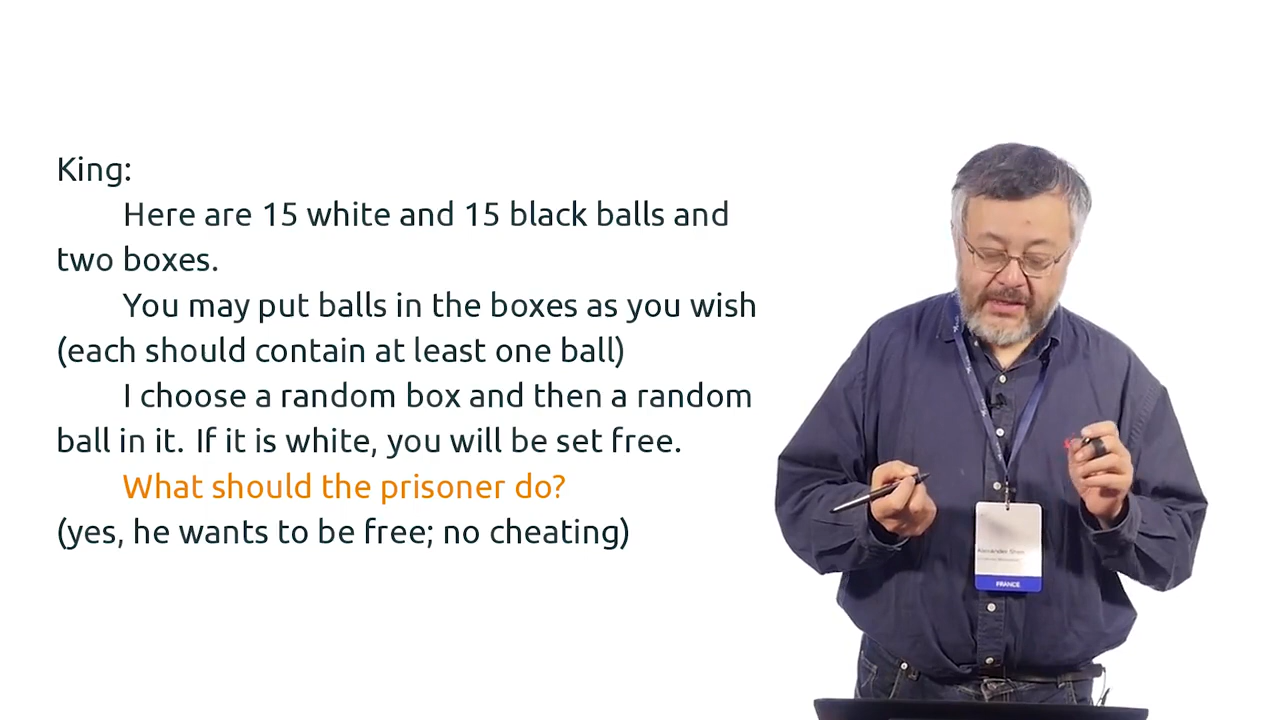 King:
Here are 15 white and 15 black balls and
two boxes.
You may put balls in the boxes as you wish
(each should contain at least one ball)
I choose a random box and then a random
ball in it. If it is white, you will be set free.
What should the prisoner do?
(yes, he wants to be free; no cheating)
Alexander Shen
FRANCE